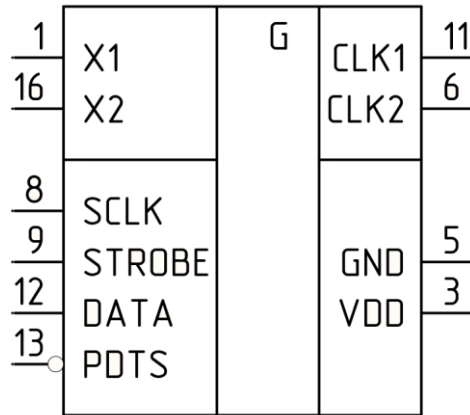 1 X1 G CLK1 11
16 X2 CLK2 6
8 SCLK
9 STROBE GND 5
12 DATA VDD 3
13 PDTS